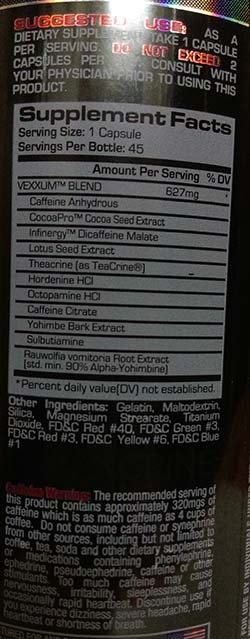 SUGGESTED USE: AS A
DIETARY SUPPLEMENT TAKE 1 CAPSULE
PER SERVING. DO NOT EXCEED 2
CAPSULES PER CONSULT WITH
YOUR PHYSICIAN PRIOR TO USING THIS
PRODUCT.
Supplement Facts
Serving Size: 1 Capsule
Servings Per Bottle: 45
Amount Per Serving % DV
VEXXUM™ BLEND 627mg *
Caffeine Anhydrous
CocoaPro™ Cocoa Seed Extract
Infinergy™ Dicaffeine Malate
Lotus Seed Extract
Theacrine (as TeaCrine®)
Hordenine HCl
Octopamine HCl
Caffeine Citrate
Yohimbe Bark Extract
Sulbutiamine
Rauwolfia vomitoria Root Extract
(std. min. 90% Alpha-Yohimbine)
*Percent daily value(DV) not established.
Other Ingredients: Gelatin, Maltodextrin,
Silica, Magnesium Strearate, Titanium
Dioxide, FD&C Red #40, FD&C Green #3,
FD&C Red #3, FD&C Yellow #6, FD&C Blue
#1
Caffeine Warning: The recommended serving of
this product contains approximately 320mgs of
caffeine which is as much caffeine as 4 cups of
coffee. Do not consume caffeine or synephrine
from other sources, including but not limited to
coffee, tea, soda and other dietary supplements
or medications containing phenylephrine,
ephedrine, pseudoephedrine, caffeine or other
stimulants. Too much caffeine may cause
nervousness, irritability, sleeplessness, and
occasionally rapid heartbeat. Discontinue use if
you experience dizziness, severe headache, rapid
heartbeat or shortness of breath.